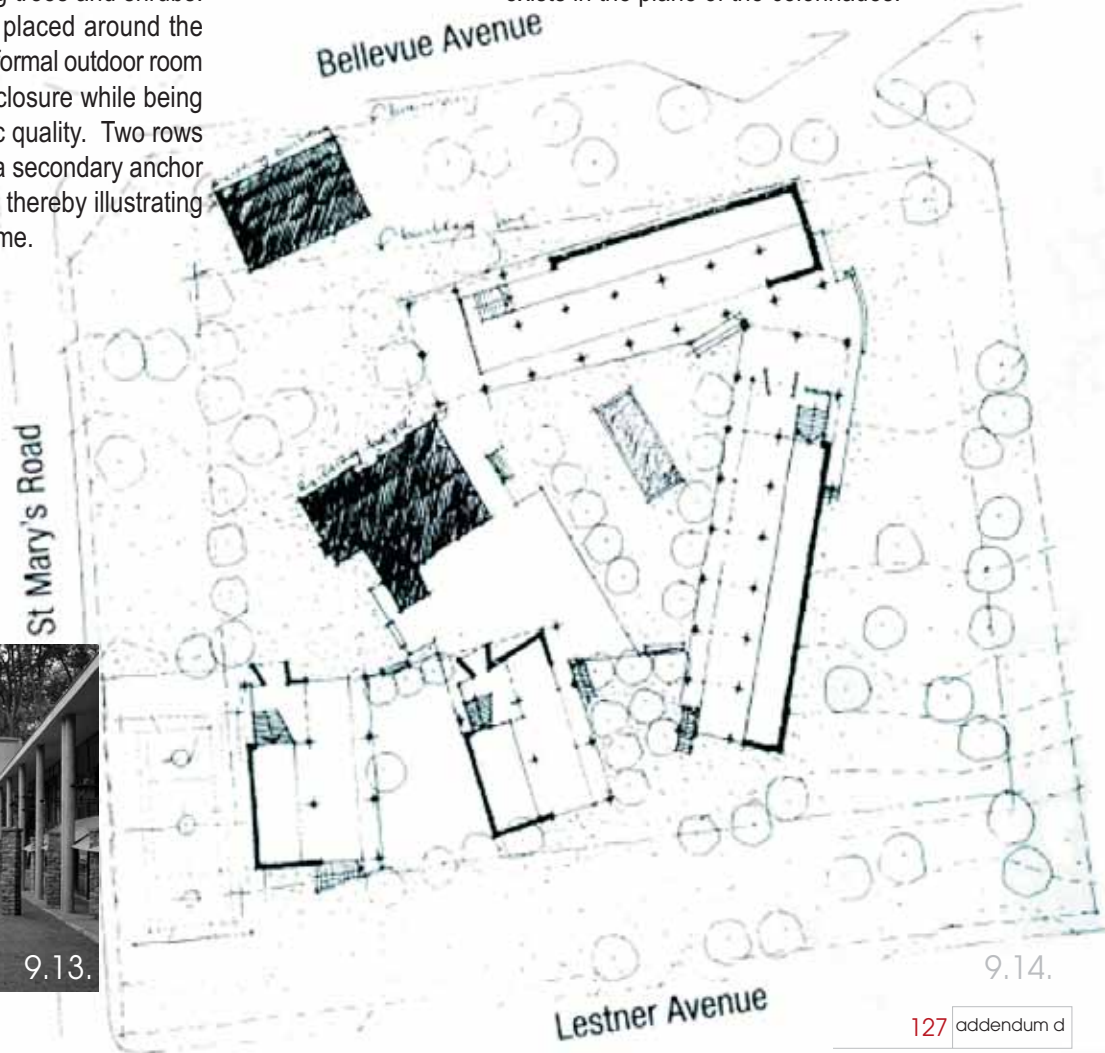 g trees and shrubs.
placed around the
formal outdoor room
closure while being
c quality. Two rows
a secondary anchor
thereby illustrating
me.
exists in the plane of the colonnades.
Bellevue Avenue
St Mary's Road
Lestner Avenue
9.13.
9.14.
127 addendum d